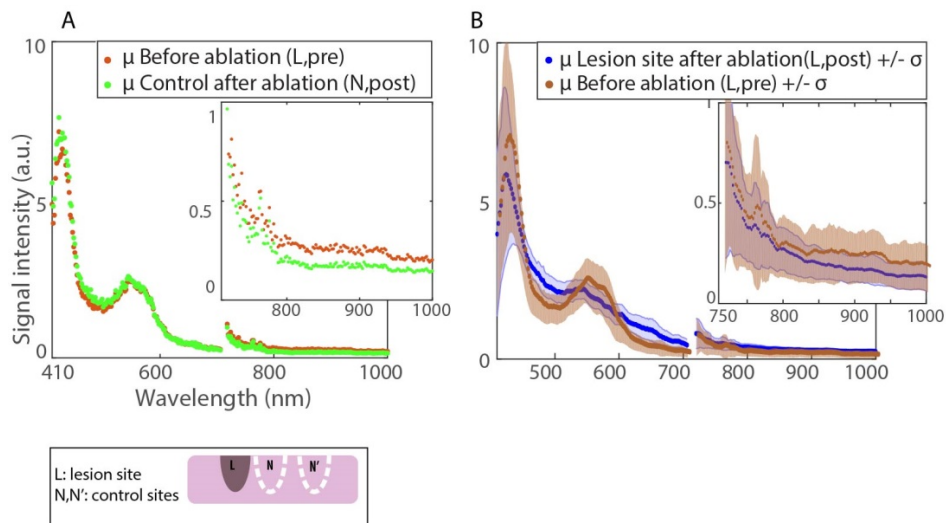 A
B
10
μ Before ablation (L,pre)
μ Control after ablation (N,post)
1
0.5
0
800
900
1000
5
0
410
600
800
1000
Signal intensity (a.u.)
Wavelength (nm)
10
μ Lesion site after ablation(L,post) +/- σ
μ Before ablation (L,pre) +/- σ
1
0.5
0
750
800
900
1000
5
0
500
600
700
800
900
1000
L: lesion site
N,N': control sites
L
N
N'